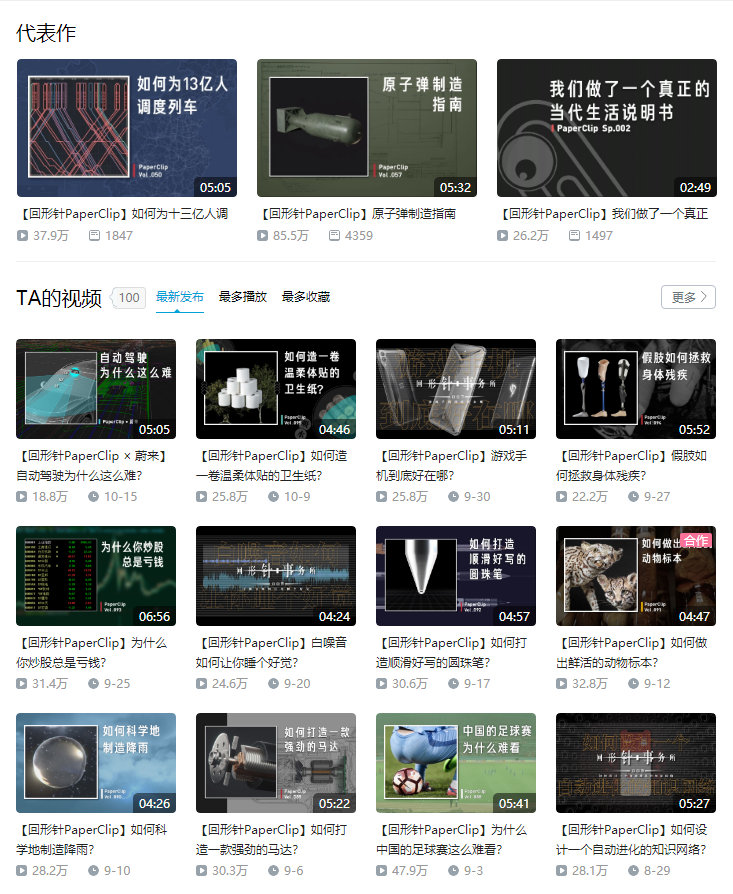 代表作
如何为13亿人
调度列车
PaperClip
Vol.050
05:05
原子弹制造
指南
PaperClip
Vol.057
05:32
我们做了一个真正的
当代生活说明书
PaperClip Sp.002
02:49
【回形针PaperClip】如何为十三亿人调
37.9万 1847
【回形针PaperClip】原子弹制造指南
85.5万 4359
【回形针PaperClip】我们做了一个真正
26.2万 1497
TA的视频 100 最新发布 最多播放 最多收藏 更多
自动驾驶
为什么这么难
05:05
如何造一卷
温柔体贴的
卫生纸?
PaperClip
04:46
回形针·事务所
05:11
假肢如何拯救
身体残疾
PaperClip
Vol.094
05:52
【回形针PaperClip × 蔚来】
自动驾驶为什么这么难?
18.8万 10-15
【回形针PaperClip】如何造
一卷温柔体贴的卫生纸?
25.8万 10-9
【回形针PaperClip】游戏手
机到底好在哪?
25.8万 9-30
【回形针PaperClip】假肢如
何拯救身体残疾?
22.2万 9-27
为什么你炒股
总是亏钱
PaperClip
Vol.093
06:56
回形针·事务所
04:24
如何打造
顺滑好写的
圆珠笔
PaperClip
Vol.092
04:57
如何做出
动物标本
合作
PaperClip
04:47
【回形针PaperClip】为什么
你炒股总是亏钱?
31.4万 9-25
【回形针PaperClip】白噪音
如何让你睡个好觉?
24.6万 9-20
【回形针PaperClip】如何打
造顺滑好写的圆珠笔?
30.6万 9-17
【回形针PaperClip】如何做
出鲜活的动物标本?
32.8万 9-12
如何科学地
制造降雨
PaperClip
04:26
如何打造一款
强劲的马达
PaperClip
Vol.089
05:22
中国的足球赛
为什么难看
PaperClip
05:41
回形针·事务所
05:27
【回形针PaperClip】如何科
学地制造降雨?
28.2万 9-10
【回形针PaperClip】如何打
造一款强劲的马达?
30.3万 9-6
【回形针PaperClip】为什么
中国的足球赛这么难看?
47.9万 9-3
【回形针PaperClip】如何设
计一个自动进化的知识网络?
28.1万 8-29